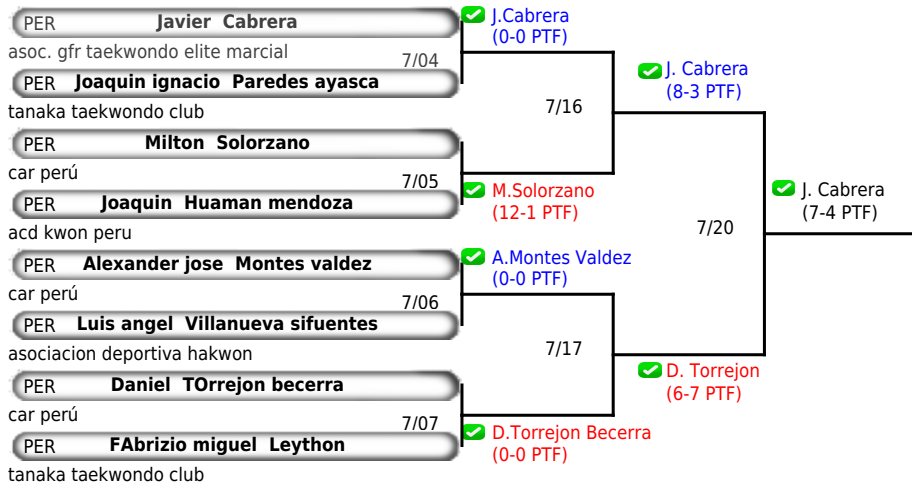 PER Javier Cabrera
asoc. gfr taekwondo elite marcial
7/04
PER Joaquin ignacio Paredes ayasca
tanaka taekwondo club
J.Cabrera
(0-0 PTF)
PER Milton Solorzano
car perú
7/05
PER Joaquin Huaman mendoza
acd kwon peru
M.Solorzano
(12-1 PTF)
7/16
J. Cabrera
(8-3 PTF)
PER Alexander jose Montes valdez
car perú
7/06
PER Luis angel Villanueva sifuentes
asociacion deportiva hakwon
A.Montes Valdez
(0-0 PTF)
PER Daniel TOrrejon becerra
car perú
7/07
PER FAbrizio miguel Leython
tanaka taekwondo club
D.Torrejon Becerra
(0-0 PTF)
7/17
D. Torrejon
(6-7 PTF)
7/20
J. Cabrera
(7-4 PTF)